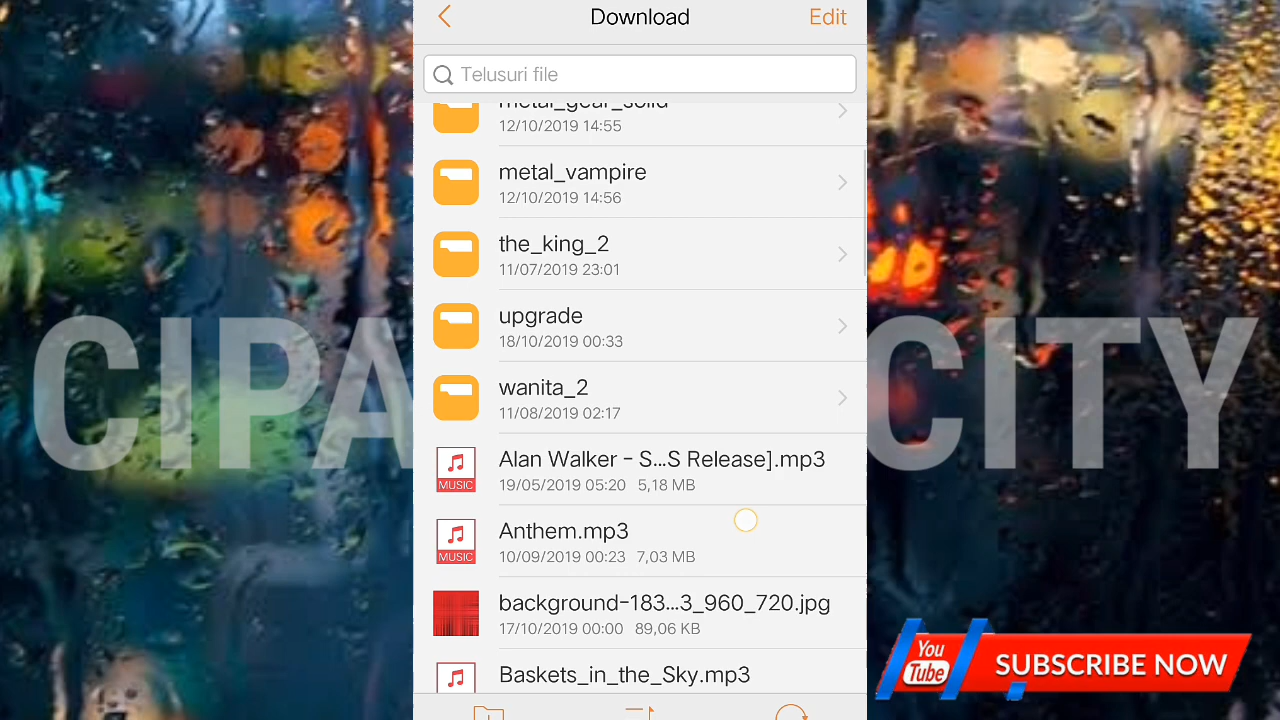 Download
Edit
Telusuri file
metal_gear_solid
12/10/2019 14:55
metal_vampire
12/10/2019 14:56
the_king_2
11/07/2019 23:01
upgrade
18/10/2019 00:33
wanita_2
11/08/2019 02:17
Alan Walker - S...S Release].mp3
MUSIC
19/05/2019 05:20 5,18 MB
Anthem.mp3
MUSIC
10/09/2019 00:23 7,03 MB
background-183...3_960_720.jpg
17/10/2019 00:00 89,06 KB
Baskets_in_the_Sky.mp3
CIPA
CITY
You
Tube
SUBSCRIBE NOW